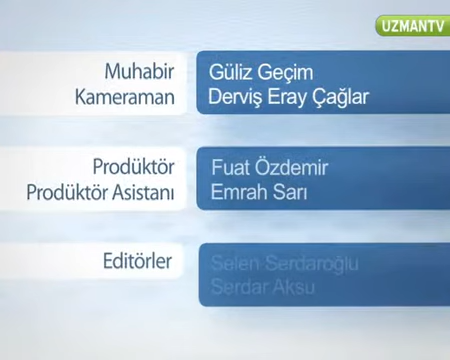 UZMANTV
Muhabir Güliz Geçim
Kameraman Derviş Eray Çağlar
Prodüktör Fuat Özdemir
Prodüktör Asistanı Emrah Sarı
Editörler Selen Serdaroğlu
Serdar Aksu